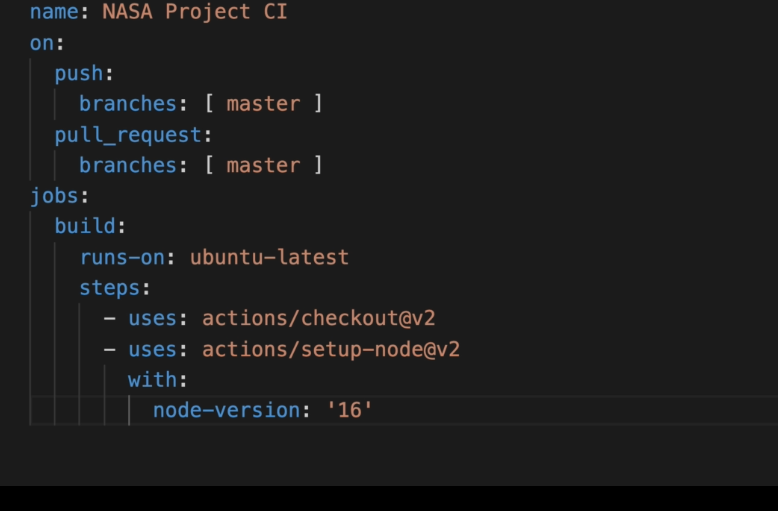 name: NASA Project CI
on:
  push:
    branches: [ master ]
  pull_request:
    branches: [ master ]
jobs:
  build:
    runs-on: ubuntu-latest
    steps:
      - uses: actions/checkout@v2
      - uses: actions/setup-node@v2
        with:
          node-version: '16'